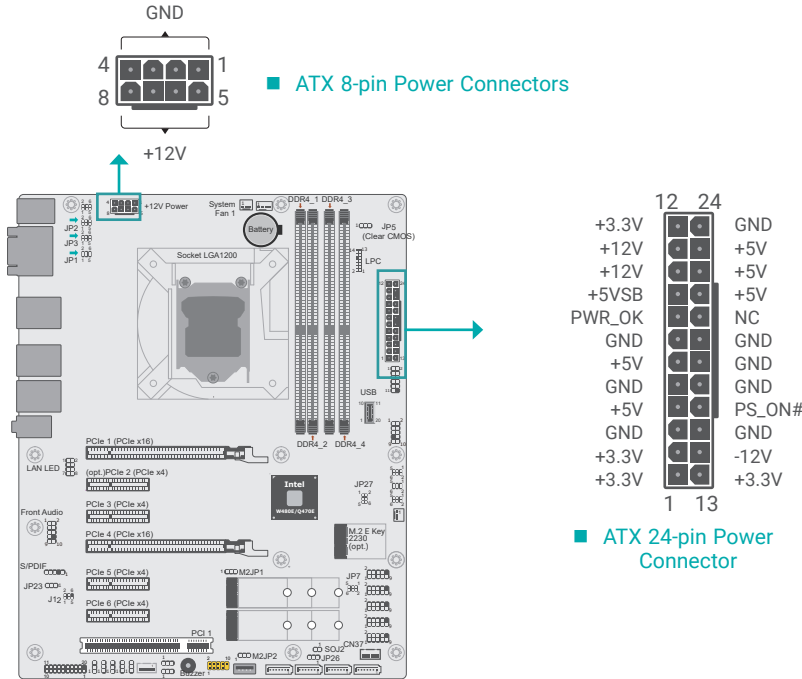 GND
4 1
8 5
■ ATX 8-pin Power Connectors
+12V
+12V Power
System
Fan 1
DDR4_1 DDR4_3
Battery
JP5
(Clear CMOS)
JP2
JP3
JP1
LPC
Socket LGA1200
USB
DDR4_2 DDR4_4
PCIe 1 (PCIe x16)
LAN LED
(opt.)PCIe 2 (PCIe x4)
Intel
W480E/Q470E
JP27
PCIe 3 (PCIe x4)
Front Audio
PCIe 4 (PCIe x16)
M.2 E Key
2230
(opt.)
S/PDIF
PCIe 5 (PCIe x4)
M2JP1
JP7
JP23
J12
PCIe 6 (PCIe x4)
PCI 1
SOJ2
CN37
M2JP2
JP26
Buzzer
12 24
+3.3V GND
+12V +5V
+12V +5V
+5VSB +5V
PWR_OK NC
GND GND
+5V GND
GND GND
+5V PS_ON#
GND GND
+3.3V -12V
+3.3V +3.3V
1 13
■ ATX 24-pin Power
Connector